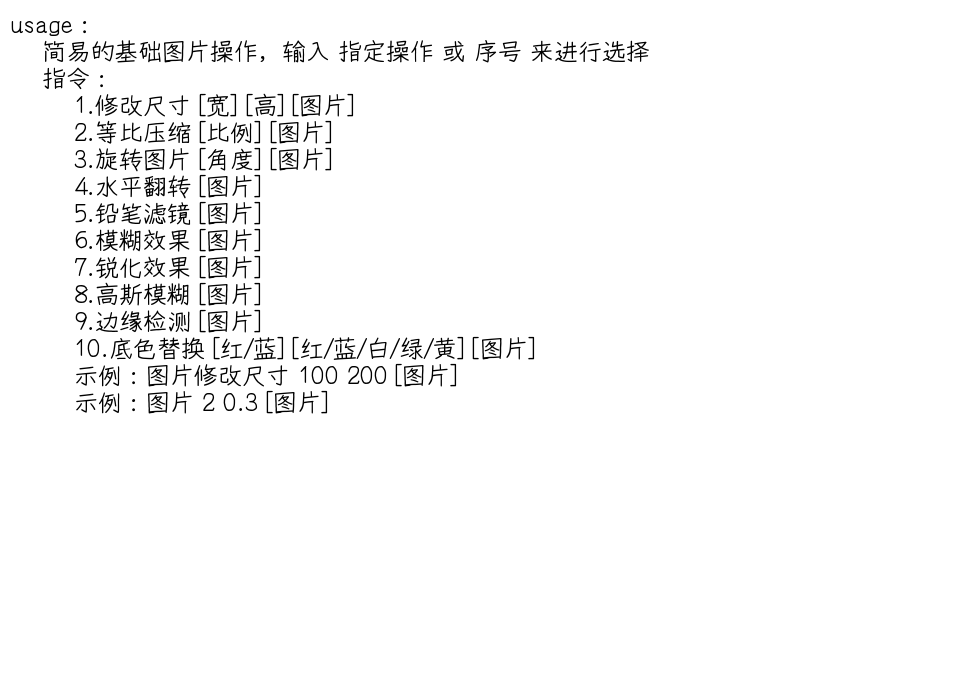 usage：
简易的基础图片操作，输入 指定操作 或 序号 来进行选择
指令：
1.修改尺寸 [宽] [高] [图片]
2.等比压缩 [比例] [图片]
3.旋转图片 [角度] [图片]
4.水平翻转 [图片]
5.铅笔滤镜 [图片]
6.模糊效果 [图片]
7.锐化效果 [图片]
8.高斯模糊 [图片]
9.边缘检测 [图片]
10.底色替换 [红/蓝] [红/蓝/白/绿/黄] [图片]
示例：图片修改尺寸 100 200 [图片]
示例：图片 2 0.3 [图片]